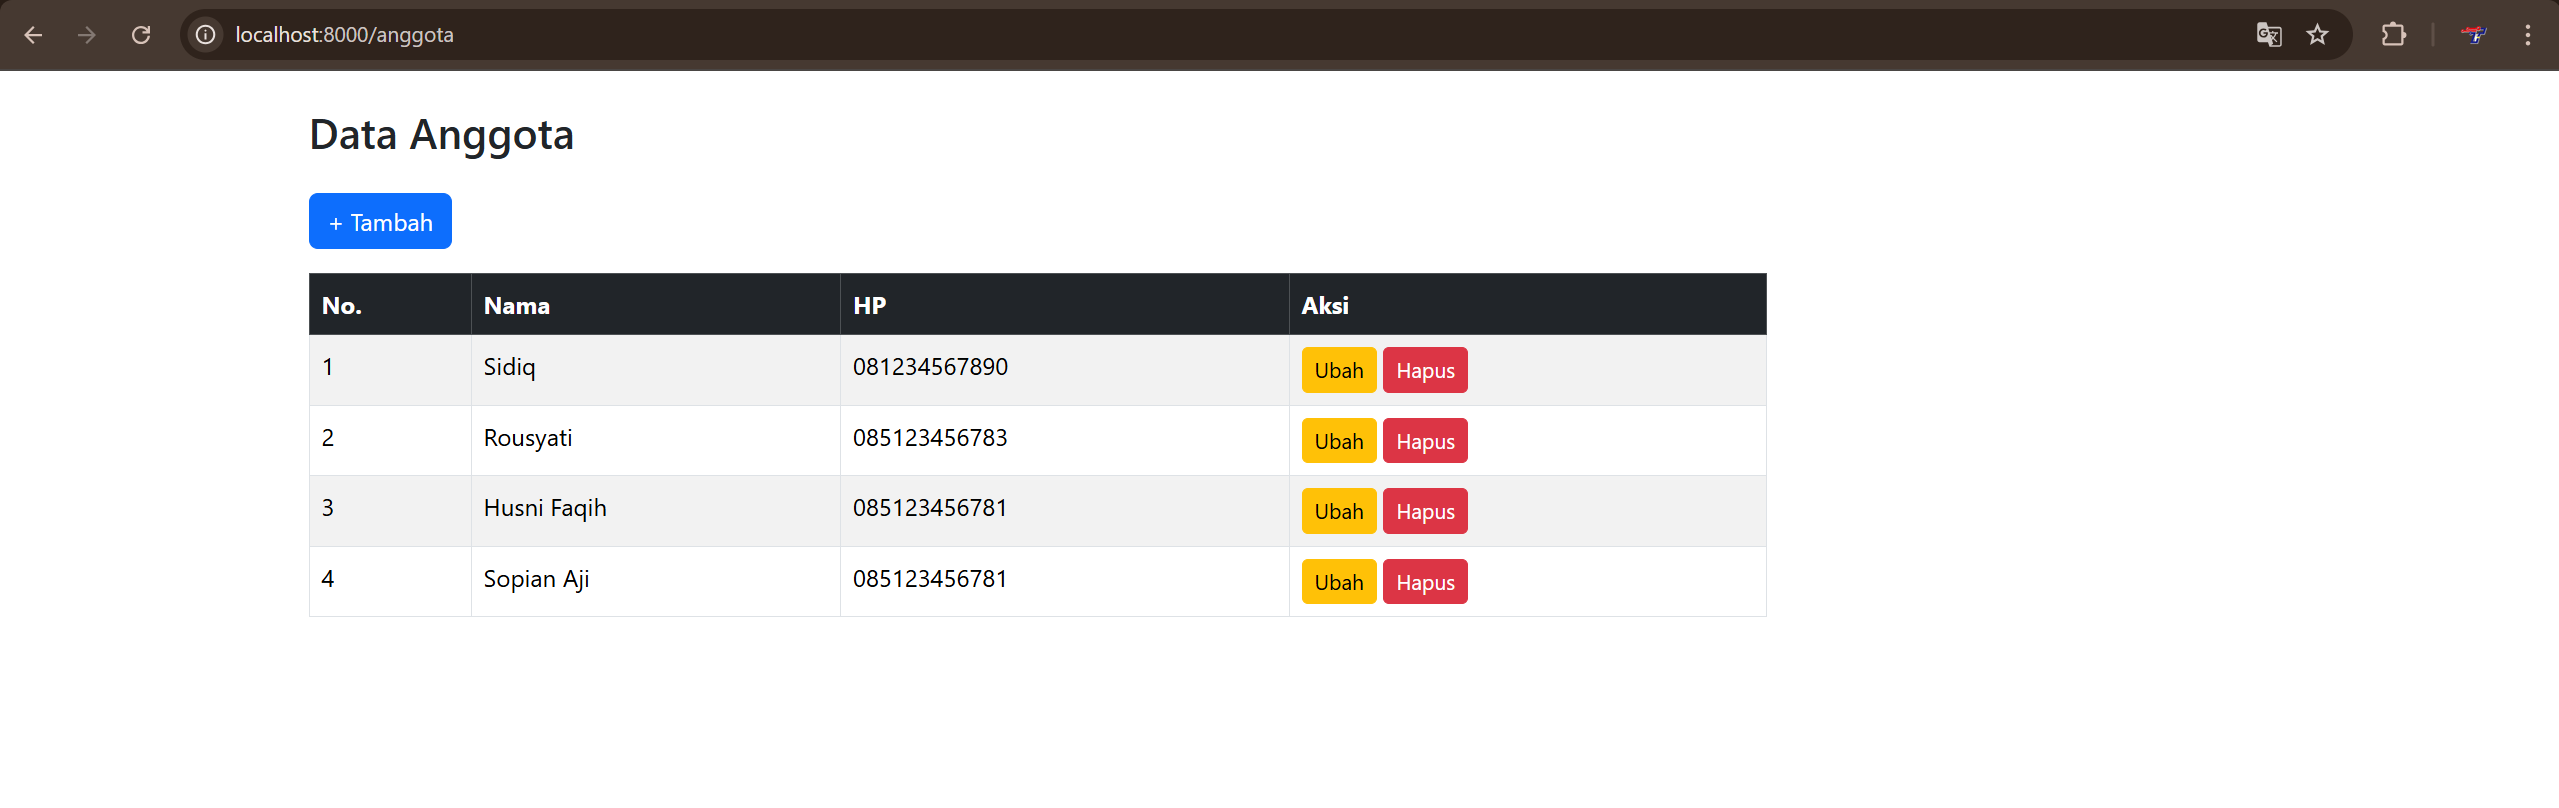 localhost:8000/anggota
Data Anggota
+ Tambah
No. Nama HP Aksi
1 Sidiq 081234567890 Ubah Hapus
2 Rousyati 085123456783 Ubah Hapus
3 Husni Faqih 085123456781 Ubah Hapus
4 Sopian Aji 085123456781 Ubah Hapus